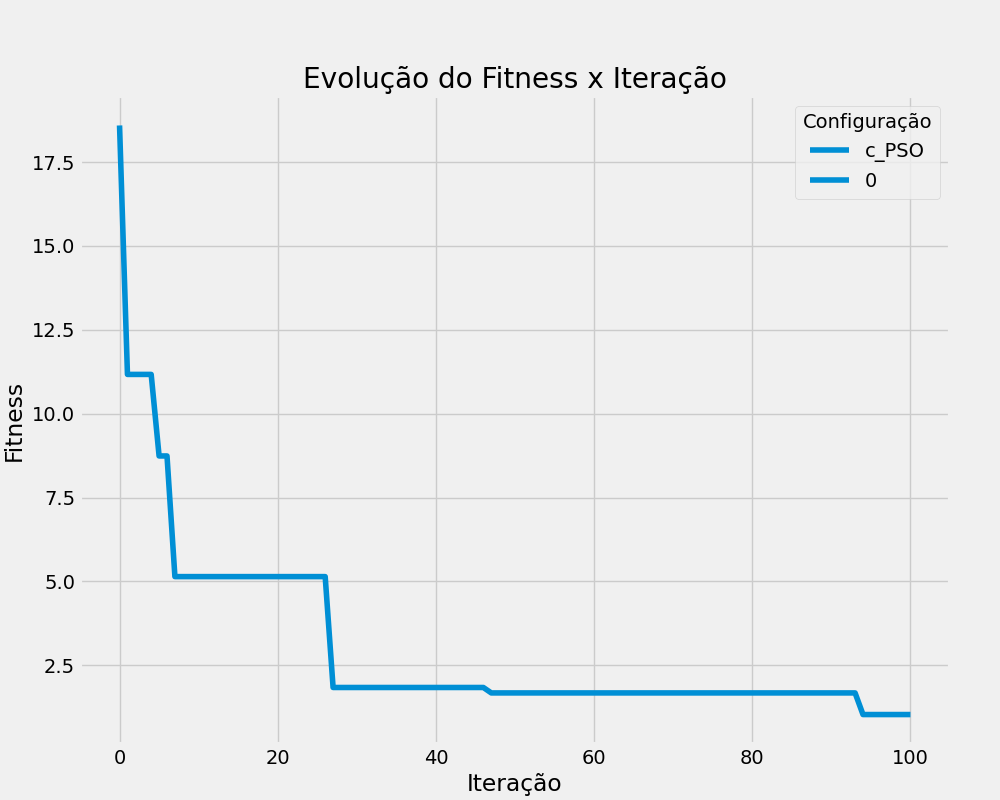 Evolução do Fitness x Iteração
Configuração
c_PSO
0
17.5
15.0
12.5
10.0
7.5
5.0
2.5
Fitness
0 20 40 60 80 100
Iteração